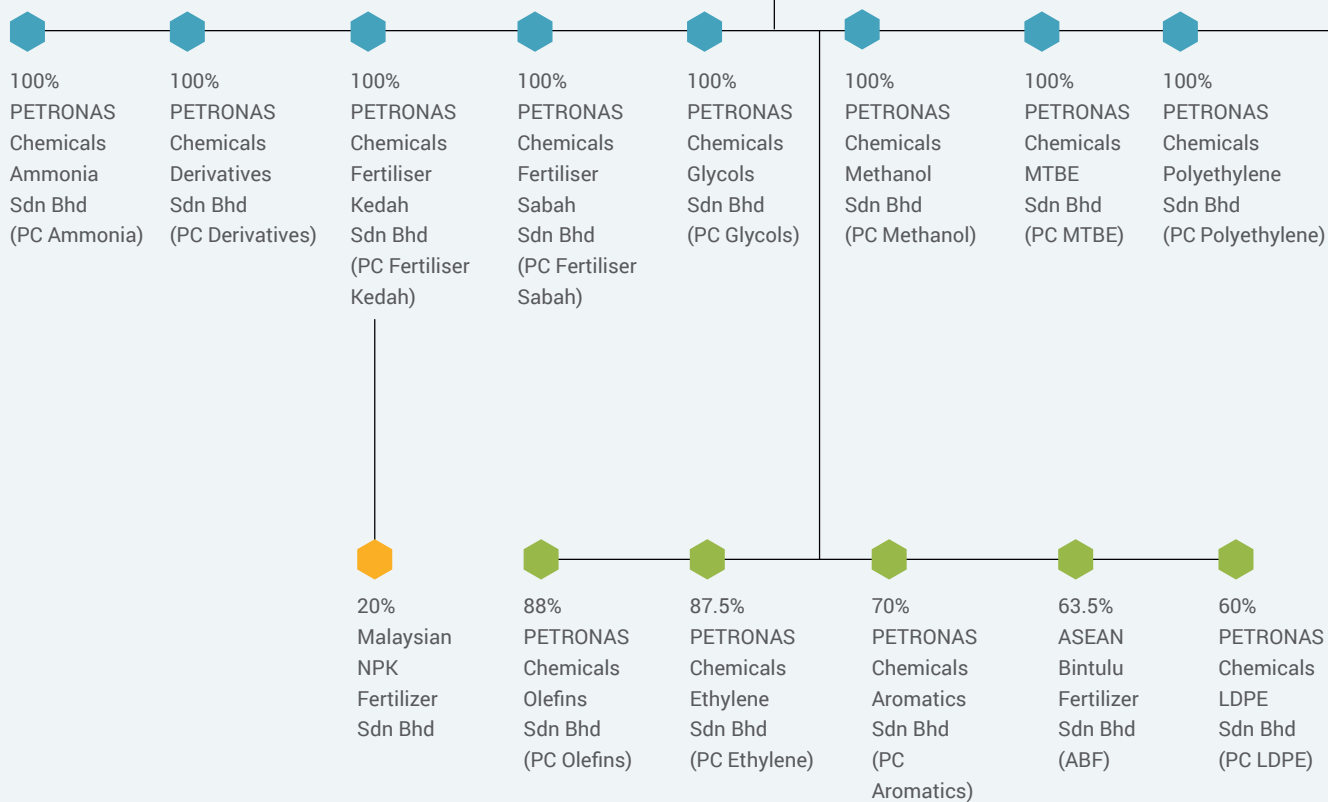 100%
PETRONAS
Chemicals
Ammonia
Sdn Bhd
(PC Ammonia)
100%
PETRONAS
Chemicals
Derivatives
Sdn Bhd
(PC Derivatives)
100%
PETRONAS
Chemicals
Fertiliser
Kedah
Sdn Bhd
(PC Fertiliser
Kedah)
100%
PETRONAS
Chemicals
Fertiliser
Sabah
Sdn Bhd
(PC Fertiliser
Sabah)
100%
PETRONAS
Chemicals
Glycols
Sdn Bhd
(PC Glycols)
100%
PETRONAS
Chemicals
Methanol
Sdn Bhd
(PC Methanol)
100%
PETRONAS
Chemicals
MTBE
Sdn Bhd
(PC MTBE)
100%
PETRONAS
Chemicals
Polyethylene
Sdn Bhd
(PC Polyethylene)
20%
Malaysian
NPK
Fertilizer
Sdn Bhd
88%
PETRONAS
Chemicals
Olefins
Sdn Bhd
(PC Olefins)
87.5%
PETRONAS
Chemicals
Ethylene
Sdn Bhd
(PC Ethylene)
70%
PETRONAS
Chemicals
Aromatics
Sdn Bhd
(PC
Aromatics)
63.5%
ASEAN
Bintulu
Fertilizer
Sdn Bhd
(ABF)
60%
PETRONAS
Chemicals
LDPE
Sdn Bhd
(PC LDPE)